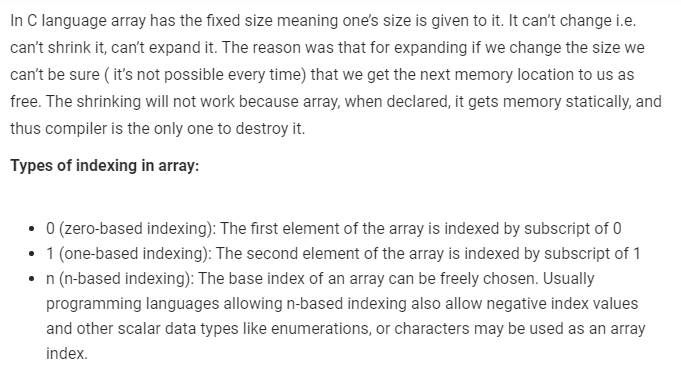 In C language array has the fixed size meaning one’s size is given to it. It can’t change i.e.
can’t shrink it, can’t expand it. The reason was that for expanding if we change the size we
can’t be sure ( it’s not possible every time) that we get the next memory location to us as
free. The shrinking will not work because array, when declared, it gets memory statically, and
thus compiler is the only one to destroy it.
Types of indexing in array:
• 0 (zero-based indexing): The first element of the array is indexed by subscript of 0
• 1 (one-based indexing): The second element of the array is indexed by subscript of 1
• n (n-based indexing): The base index of an array can be freely chosen. Usually
programming languages allowing n-based indexing also allow negative index values
and other scalar data types like enumerations, or characters may be used as an array
index.